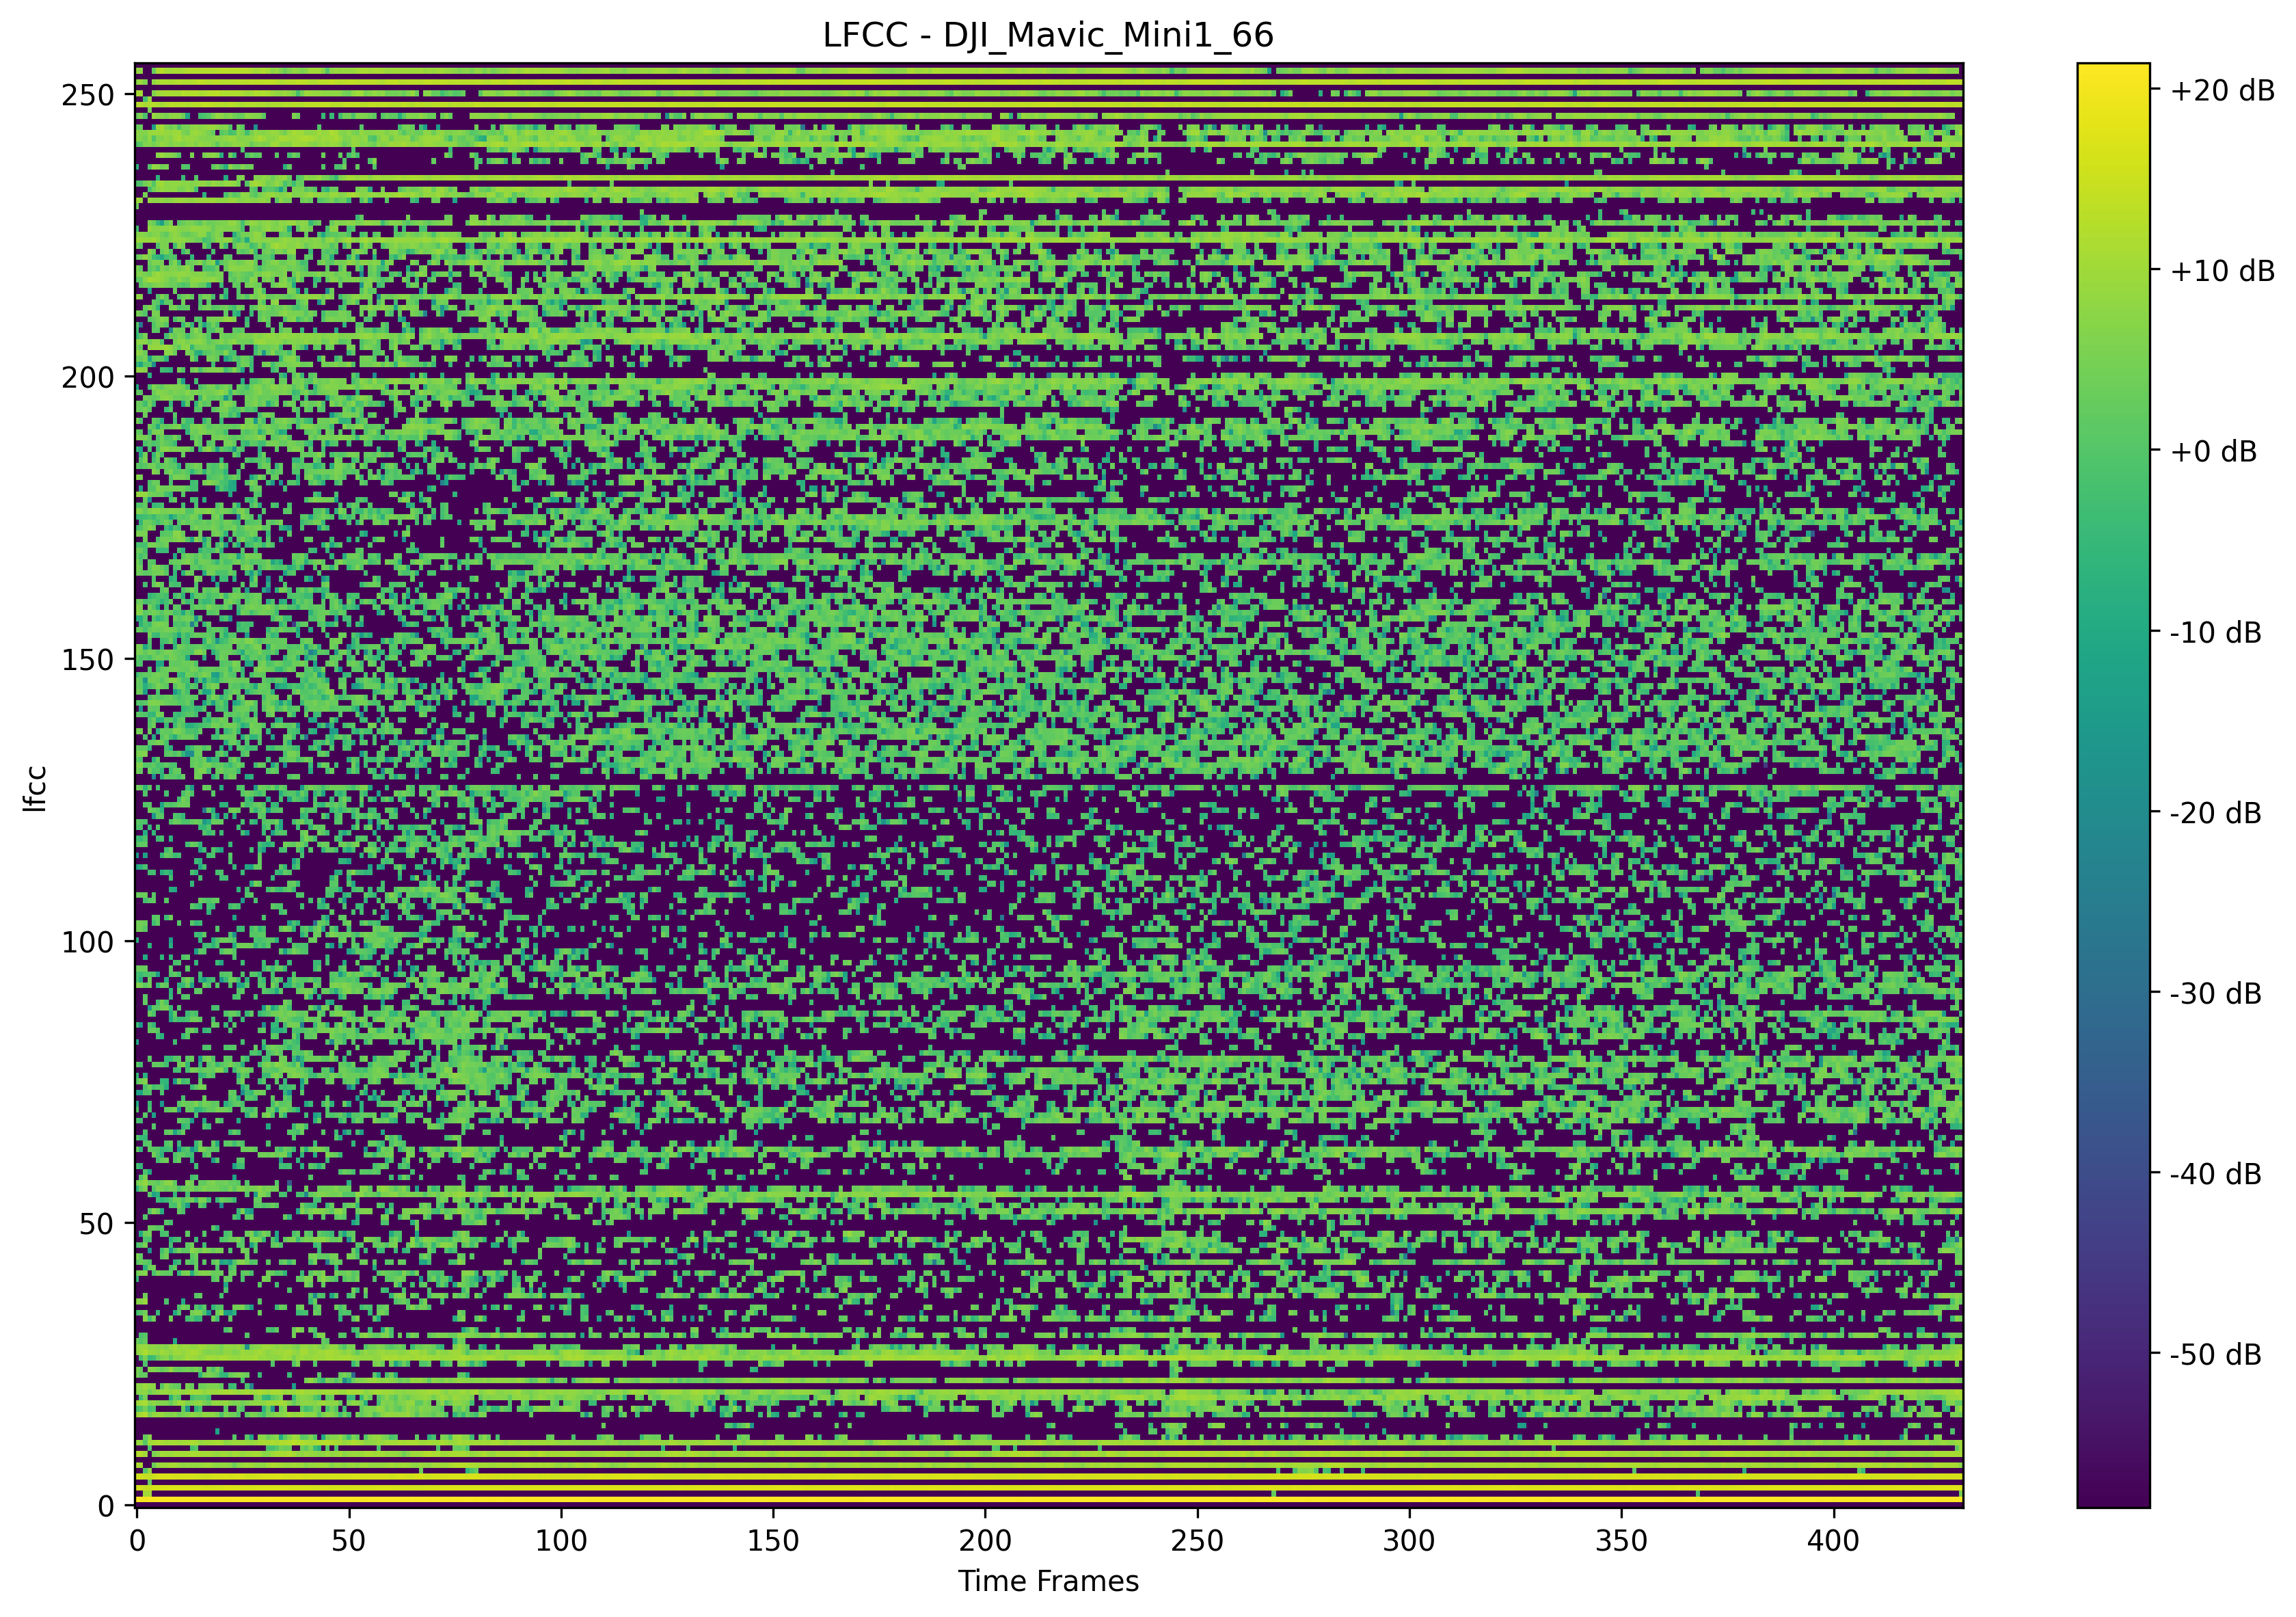 LFCC - DJI_Mavic_Mini1_66
250
200
150
100
50
0
lfcc
0 50 100 150 200 250 300 350 400
Time Frames
+20 dB
+10 dB
+0 dB
-10 dB
-20 dB
-30 dB
-40 dB
-50 dB